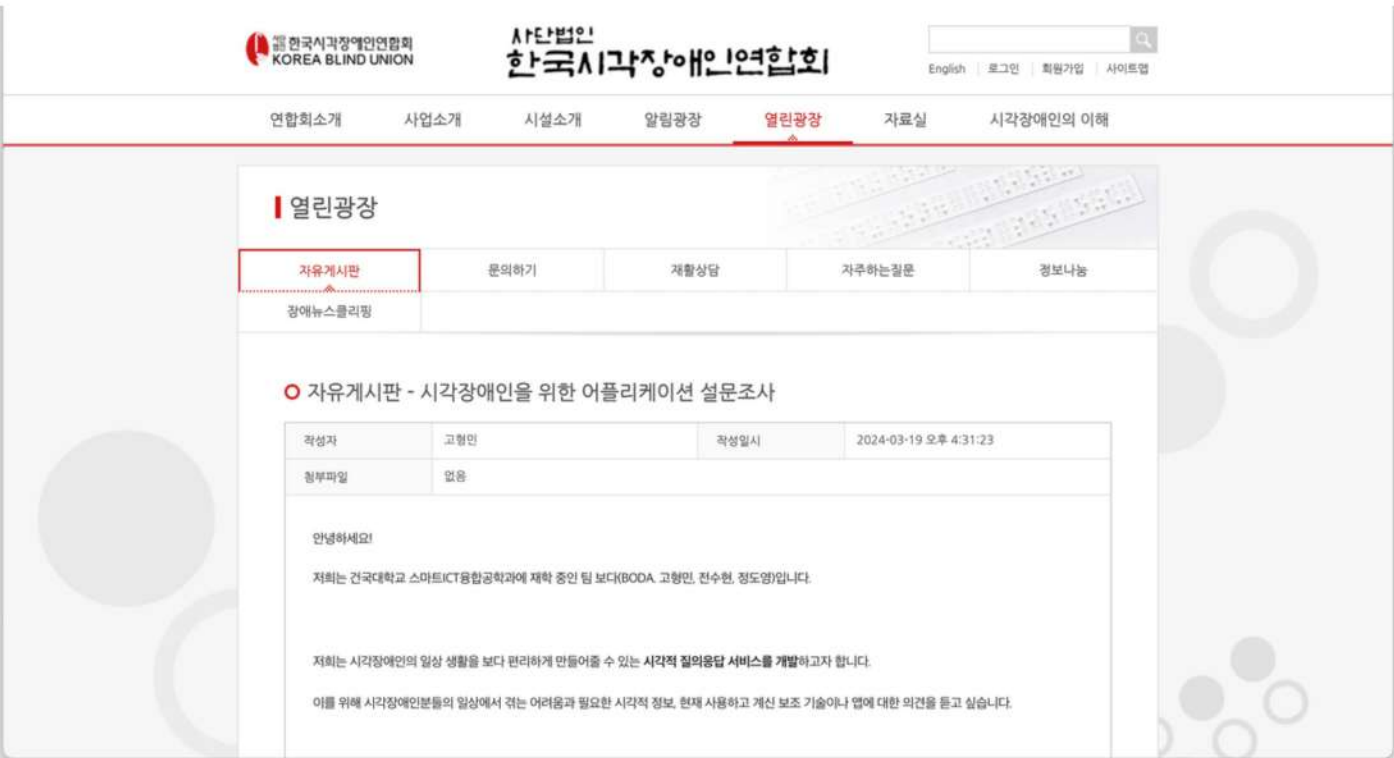 한국시각장애인연합회
KOREA BLIND UNION
사단법인
한국시각장애인연합회
English 로그인 회원가입 사이트맵
연합회소개 사업소개 시설소개 알림광장 열린광장 자료실 시각장애인의 이해
열린광장
자유게시판 문의하기 재활상담 자주하는질문 정보나눔
장애뉴스클리핑
자유게시판 - 시각장애인을 위한 어플리케이션 설문조사
작성자 고형민 작성일시 2024-03-19 오후 4:31:23
첨부파일 없음
안녕하세요!
저희는 건국대학교 스마트ICT융합공학과에 재학 중인 팀 보다(BODA. 고형민, 전수현, 정도영)입니다.
저희는 시각장애인의 일상 생활을 보다 편리하게 만들어줄 수 있는 시각적 질의응답 서비스를 개발하고자 합니다.
이를 위해 시각장애인분들의 일상에서 겪는 어려움과 필요한 시각적 정보, 현재 사용하고 계신 보조 기술이나 앱에 대한 의견을 듣고 싶습니다.